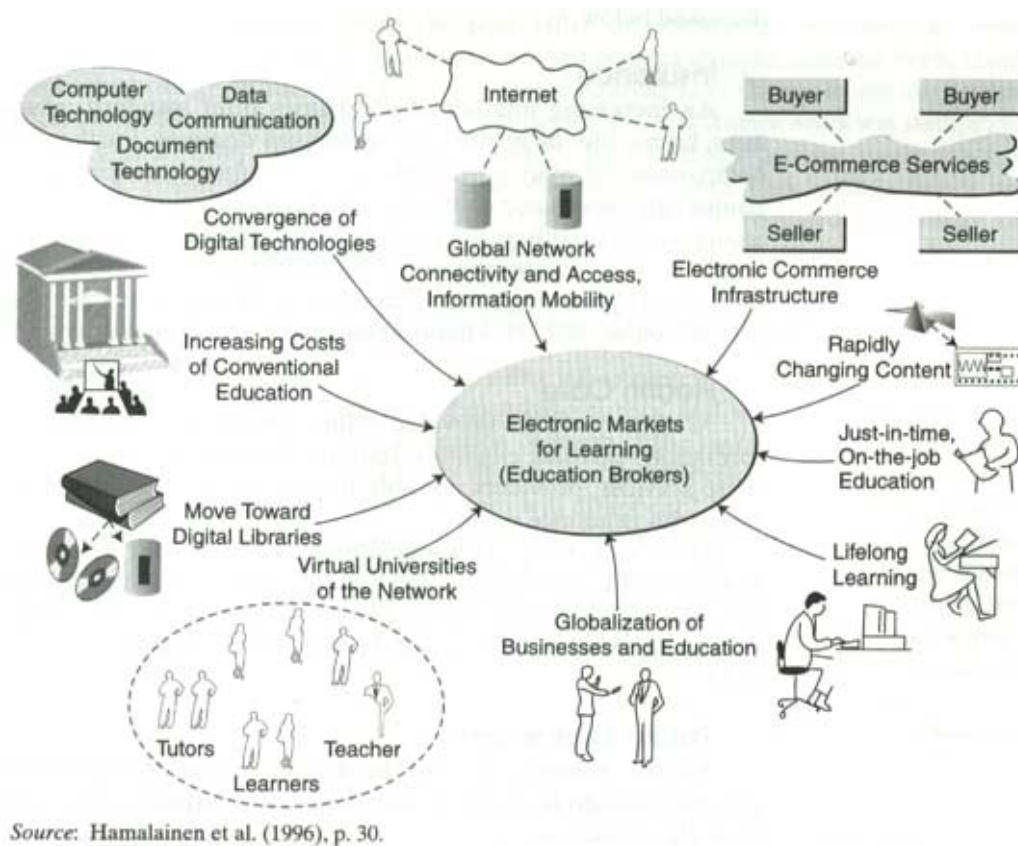 Computer
Technology
Data
Communication
Document
Technology
Internet
Buyer
Buyer
E-Commerce Services
Seller
Seller
Convergence of
Digital Technologies
Global Network
Connectivity and Access,
Information Mobility
Electronic Commerce
Infrastructure
Increasing Costs
of Conventional
Education
Rapidly
Changing Content
Electronic Markets
for Learning
(Education Brokers)
Just-in-time,
On-the-job
Education
Move Toward
Digital Libraries
Virtual Universities
of the Network
Lifelong
Learning
Globalization of
Businesses and Education
Tutors
Learners
Teacher
Source: Hamalainen et al. (1996), p. 30.